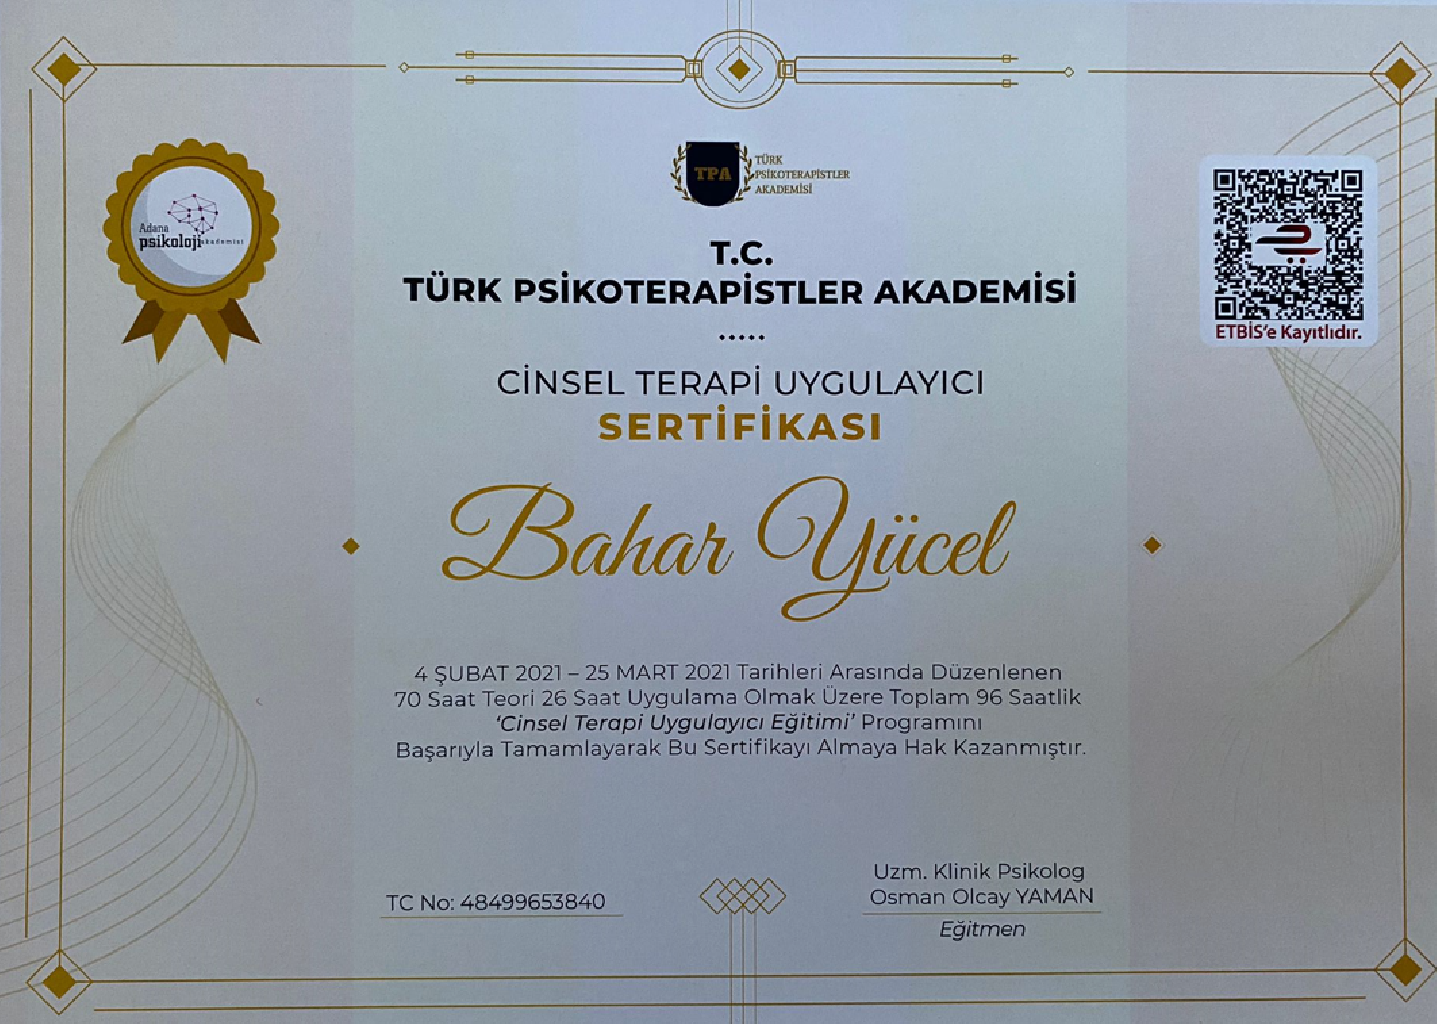 TPA
TÜRK
PSİKOTERAPİSTLER
AKADEMİSİ
Adana
psikoloji akademisi
T.C.
TÜRK PSİKOTERAPİSTLER AKADEMİSİ
.....
ETBİS'e Kayıtlıdır.
CİNSEL TERAPİ UYGULAYICI
SERTİFİKASI
Bahar Yücel
4 ŞUBAT 2021 – 25 MART 2021 Tarihleri Arasında Düzenlenen
70 Saat Teori 26 Saat Uygulama Olmak Üzere Toplam 96 Saatlik
'Cinsel Terapi Uygulayıcı Eğitimi' Programını
Başarıyla Tamamlayarak Bu Sertifikayı Almaya Hak Kazanmıştır.
TC No: 48499653840
Uzm. Klinik Psikolog
Osman Olcay YAMAN
Eğitmen